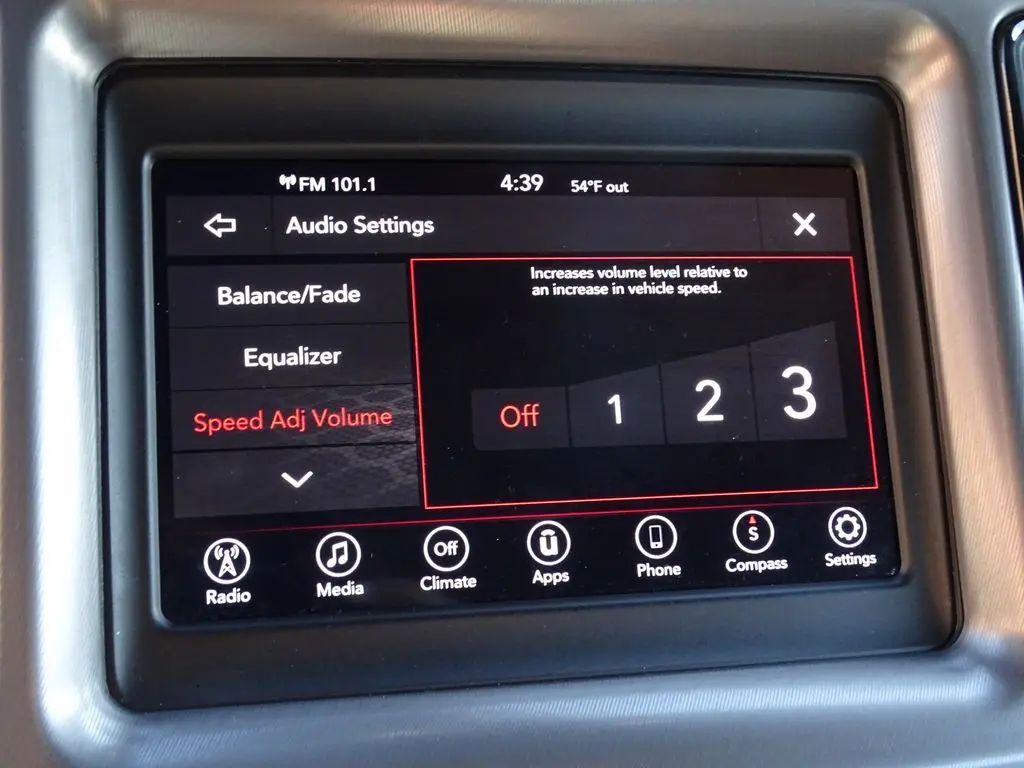 FM 101.1 4:39 54°F out
Audio Settings X
Balance/Fade
Equalizer
Speed Adj Volume
Increases volume level relative to
an increase in vehicle speed.
Off 1 2 3
Radio
Media
Off
Climate
ū
Apps
Phone
S
Compass
Settings